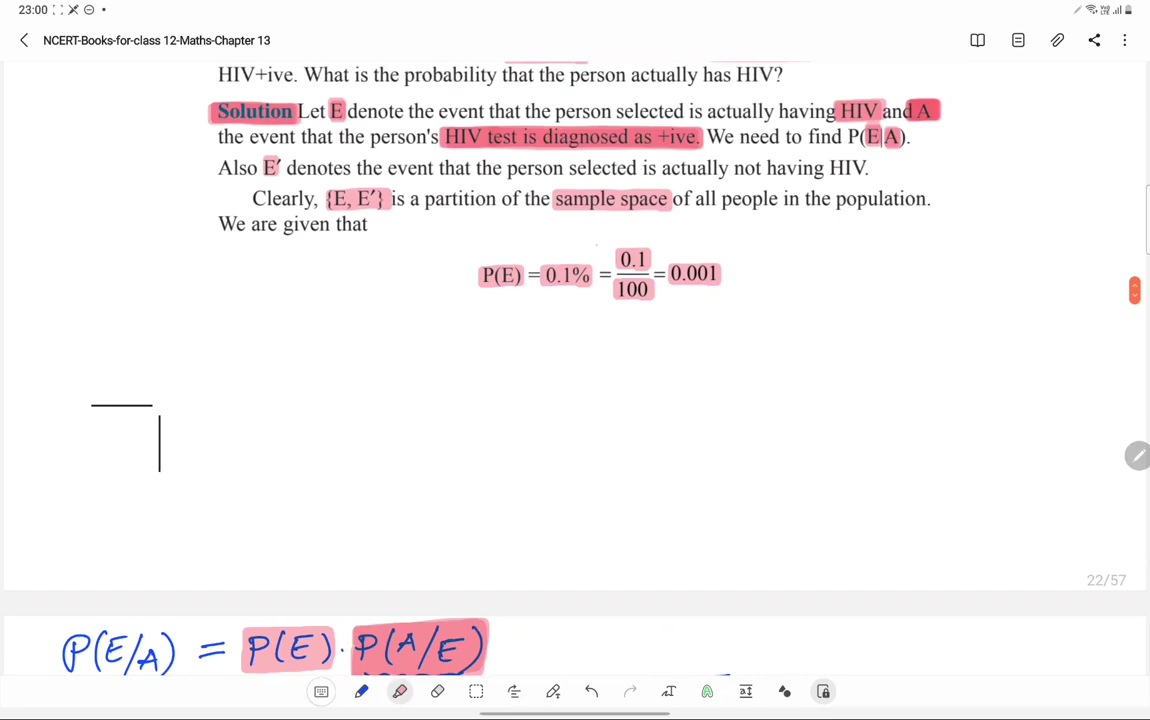 23:00
NCERT-Books-for-class 12-Maths-Chapter 13
HIV+ive. What is the probability that the person actually has HIV?
Solution Let E denote the event that the person selected is actually having HIV and A
the event that the person's HIV test is diagnosed as +ive. We need to find P(E|A).
Also E′ denotes the event that the person selected is actually not having HIV.
Clearly, {E, E′} is a partition of the sample space of all people in the population.
We are given that
P(E) = 0.1% = 0.1/100 = 0.001
22/57
P(E/A) = P(E) . P(A/E)